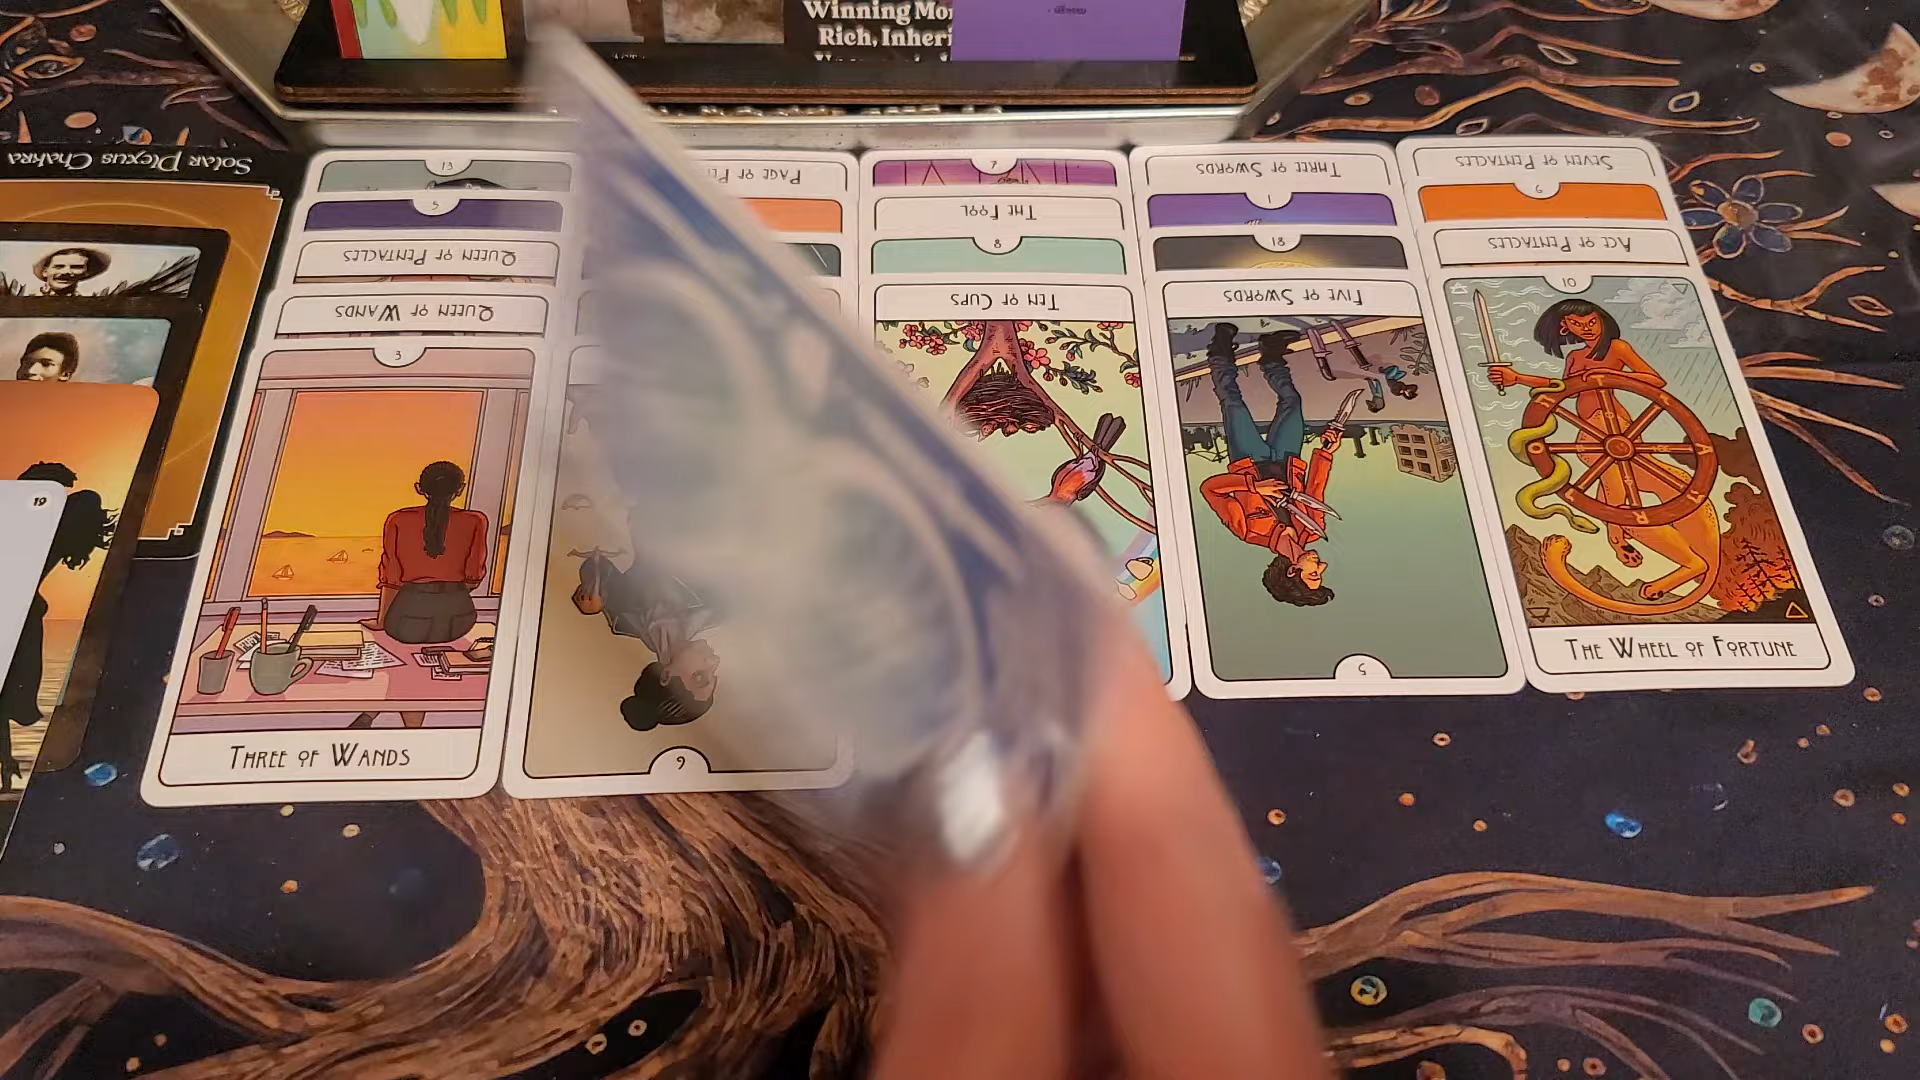 Winning Mo
Rich, Inheri
Solar Plexus Chakra
13
5
Queen of Pentacles
Queen of Wands
3
Three of Wands
Page of Pe
6
7
The Fool
8
Ten of Cups
Three of Swords
1
18
Five of Swords
5
Seven of Pentacles
6
Ace of Pentacles
10
The Wheel of Fortune
19